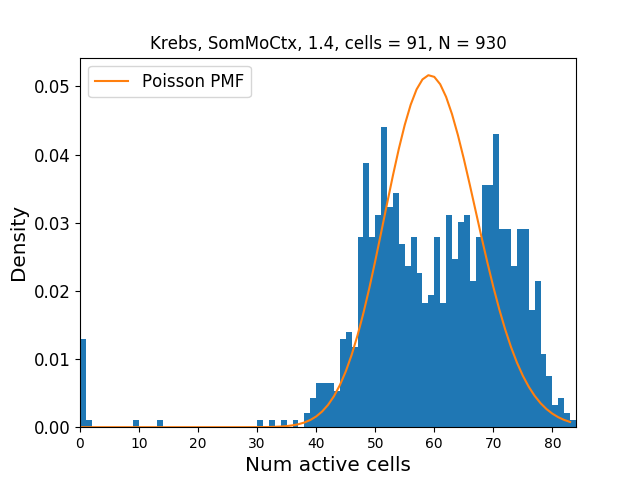 Krebs, SomMoCtx, 1.4, cells = 91, N = 930
Poisson PMF
Density
0.05
0.04
0.03
0.02
0.01
0.00
0 10 20 30 40 50 60 70 80
Num active cells